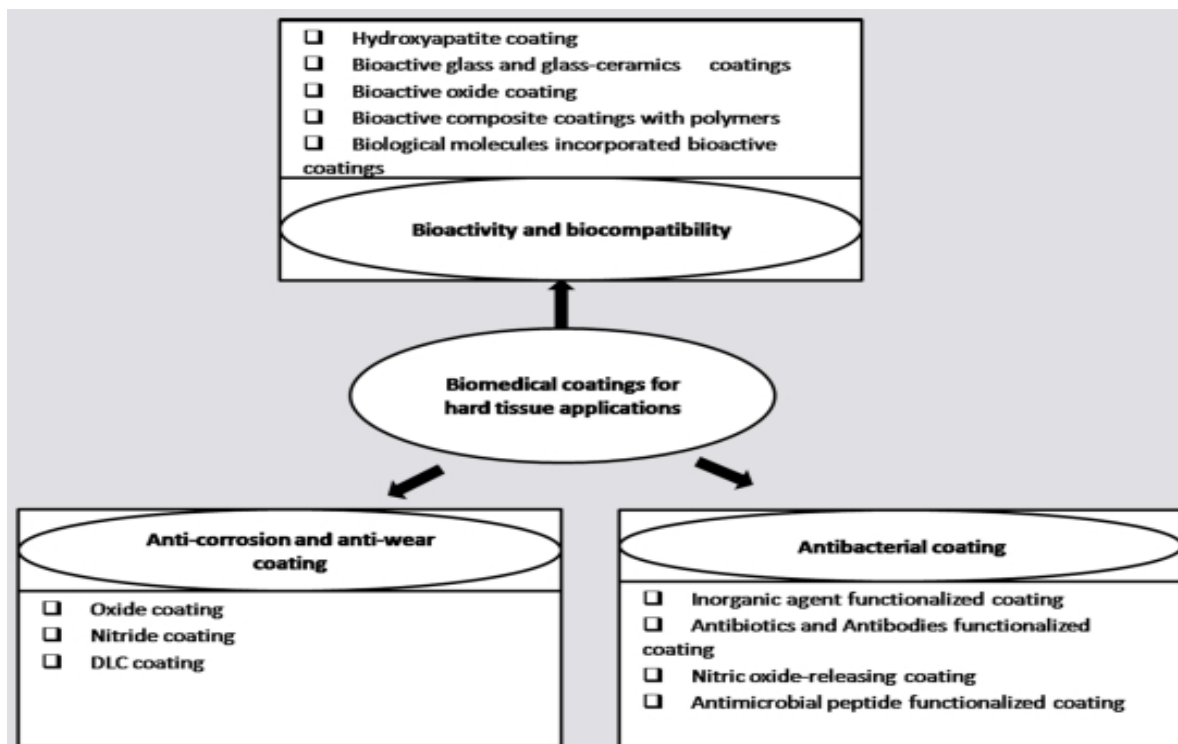 ❑ Hydroxyapatite coating
❑ Bioactive glass and glass-ceramics coatings
❑ Bioactive oxide coating
❑ Bioactive composite coatings with polymers
❑ Biological molecules incorporated bioactive
coatings
Bioactivity and biocompatibility
Biomedical coatings for
hard tissue applications
Anti-corrosion and anti-wear
coating
❑ Oxide coating
❑ Nitride coating
❑ DLC coating
Antibacterial coating
❑ Inorganic agent functionalized coating
❑ Antibiotics and Antibodies functionalized
coating
❑ Nitric oxide-releasing coating
❑ Antimicrobial peptide functionalized coating